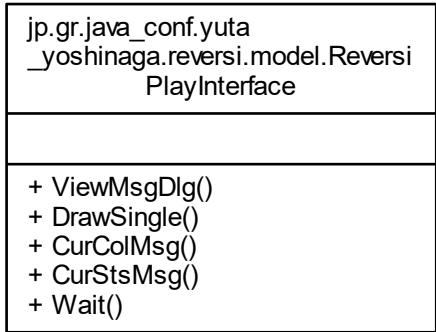 jp.gr.java_conf.yuta
_yoshinaga.reversi.model.Reversi
PlayInterface
+ ViewMsgDlg()
+ DrawSingle()
+ CurColMsg()
+ CurStsMsg()
+ Wait()